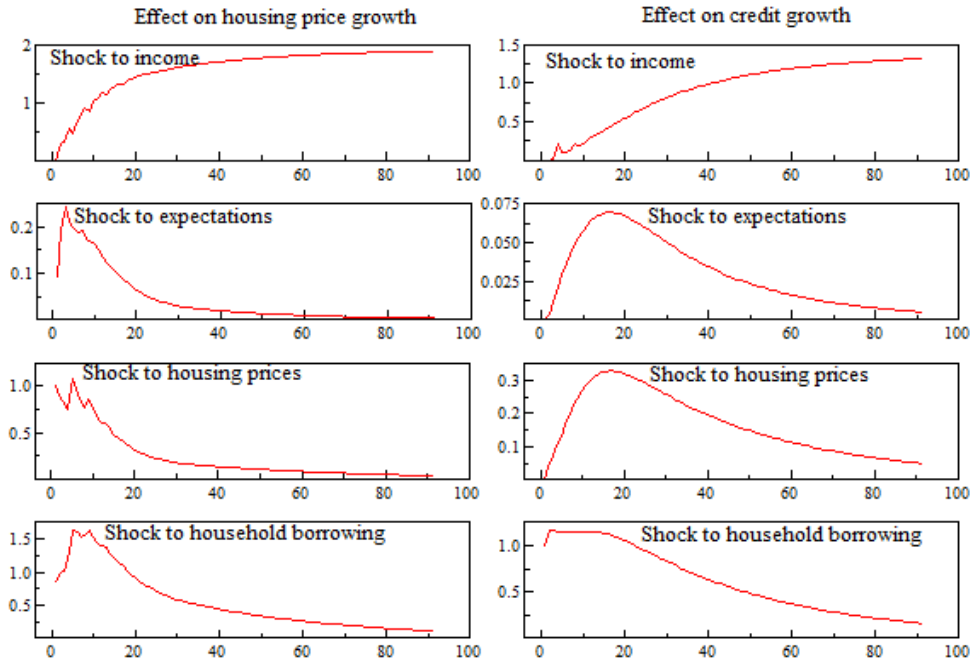 Effect on housing price growth
Effect on credit growth
2
Shock to income
1
0 20 40 60 80 100
1.5
Shock to income
1.0
0.5
0 20 40 60 80 100
Shock to expectations
0.2
0.1
0 20 40 60 80 100
0.075
Shock to expectations
0.050
0.025
0 20 40 60 80 100
Shock to housing prices
1.0
0.5
0 20 40 60 80 100
Shock to housing prices
0.3
0.2
0.1
0 20 40 60 80 100
Shock to household borrowing
1.5
1.0
0.5
0 20 40 60 80 100
Shock to household borrowing
1.0
0.5
0 20 40 60 80 100